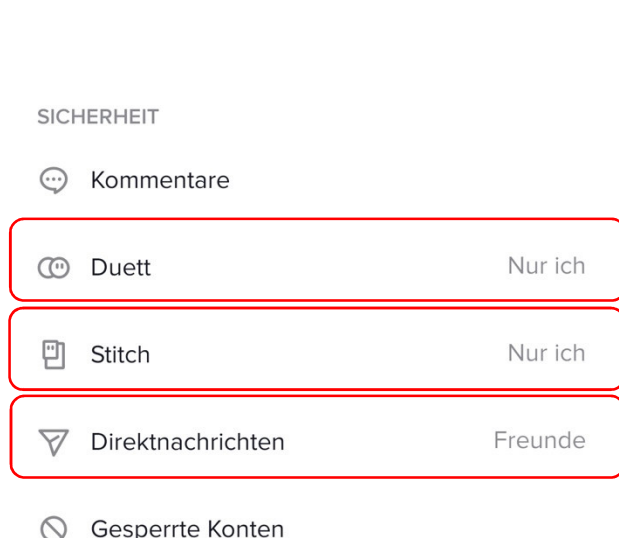 SICHERHEIT
Kommentare
Duett Nur ich
Stitch Nur ich
Direktnachrichten Freunde
Gesperrte Konten